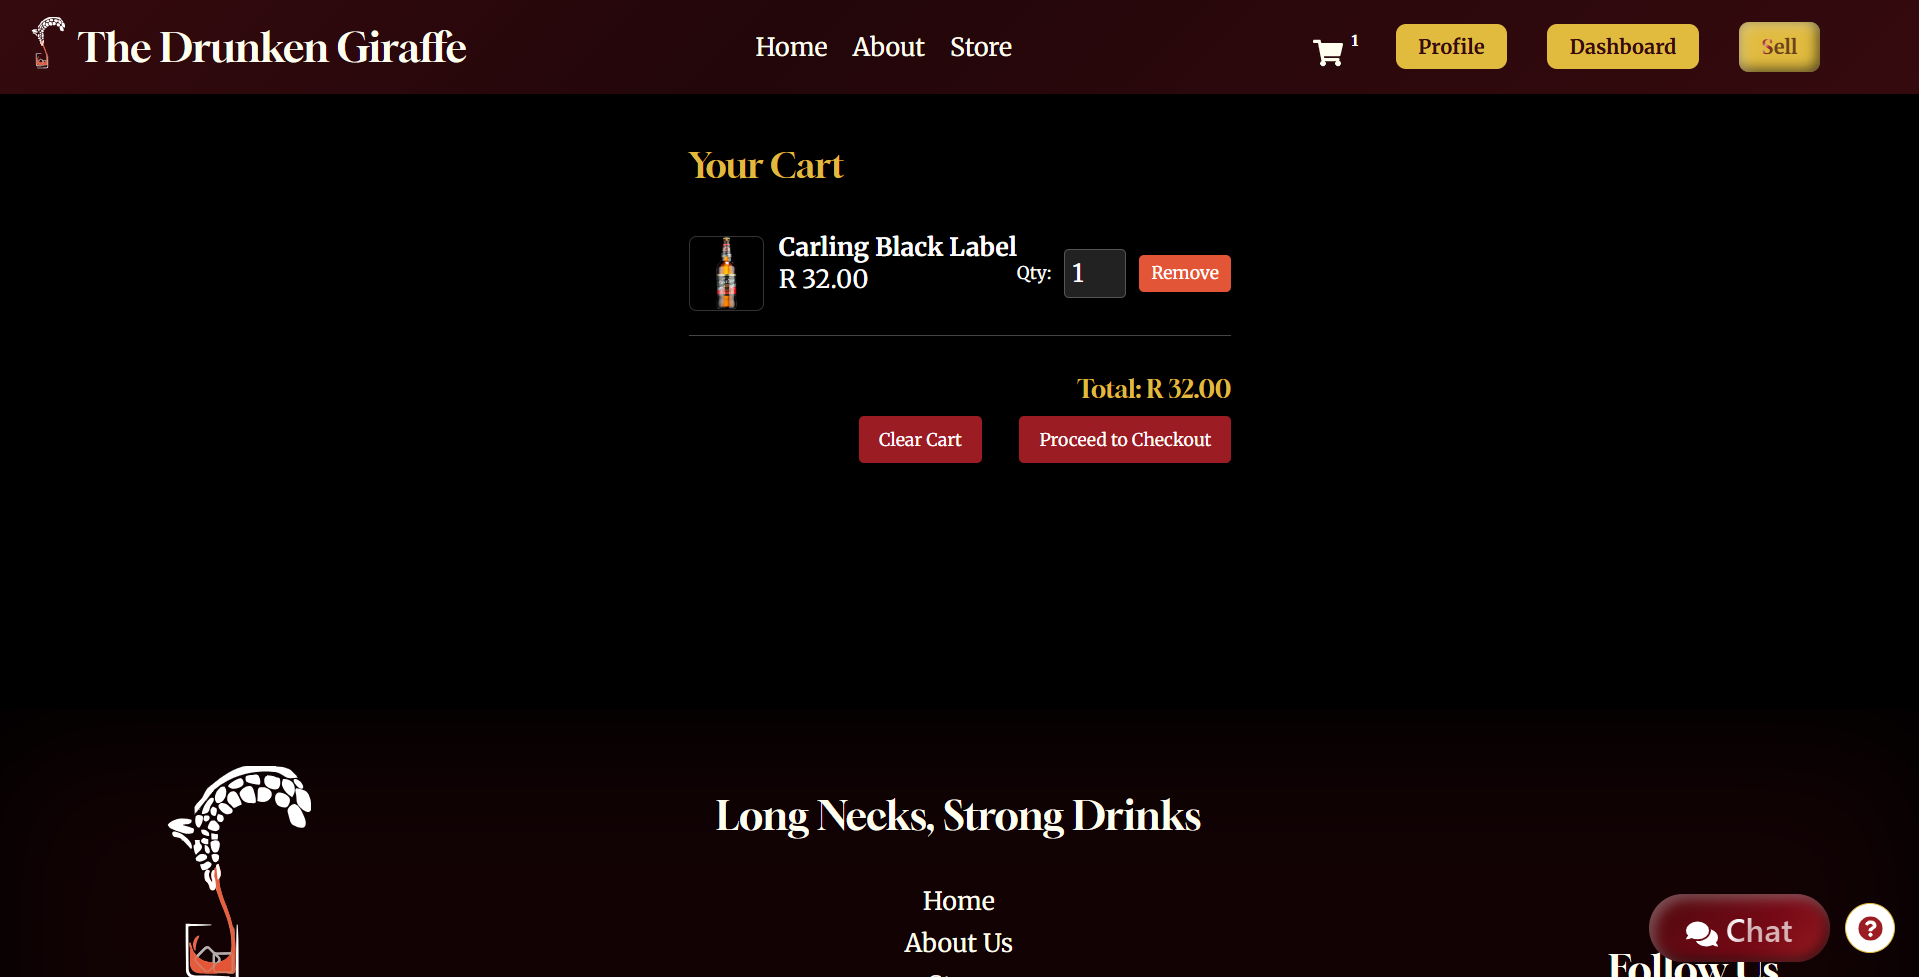 The Drunken Giraffe
Home About Store
1
Profile
Dashboard
Sell
Your Cart
Carling Black Label
R 32.00
Qty: 1
Remove
Total: R 32.00
Clear Cart
Proceed to Checkout
Long Necks, Strong Drinks
Home
About Us
Chat
?
Follow Us